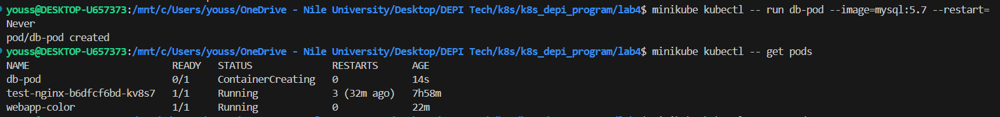 youss@DESKTOP-U657373:/mnt/c/Users/youss/OneDrive - Nile University/Desktop/DEPI Tech/k8s/k8s_depi_program/lab4$ minikube kubectl -- run db-pod --image=mysql:5.7 --restart=
Never
pod/db-pod created
youss@DESKTOP-U657373:/mnt/c/Users/youss/OneDrive - Nile University/Desktop/DEPI Tech/k8s/k8s_depi_program/lab4$ minikube kubectl -- get pods
NAME                         READY   STATUS              RESTARTS      AGE
db-pod                       0/1     ContainerCreating   0             14s
test-nginx-b6dfcf6bd-kv8s7   1/1     Running             3 (32m ago)   7h58m
webapp-color                 1/1     Running             0             22m